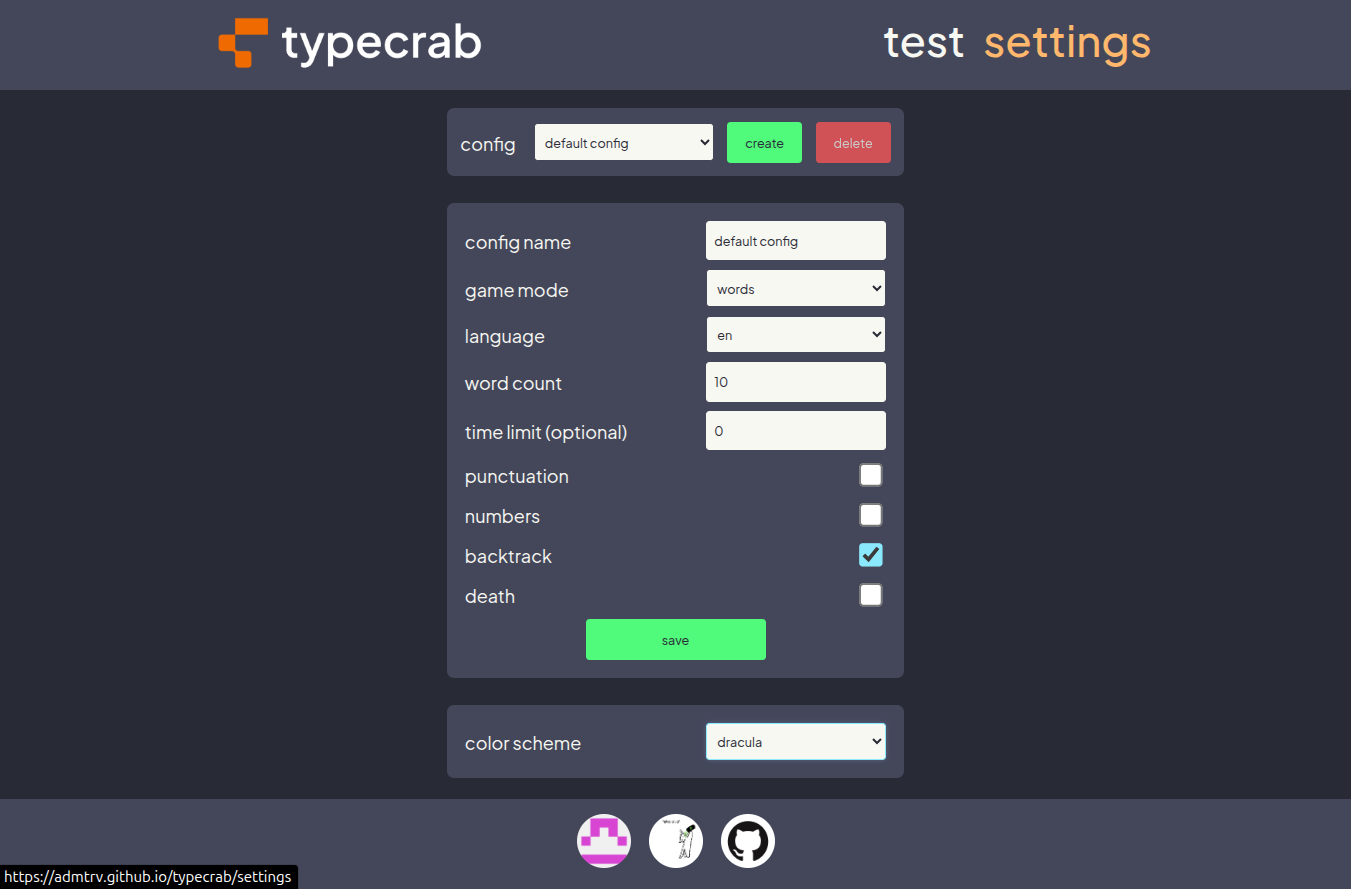 typecrab
test settings
config default config create delete
config name default config
game mode words
language en
word count 10
time limit (optional) 0
punctuation
numbers
backtrack
death
save
color scheme dracula
https://admtrv.github.io/typecrab/settings